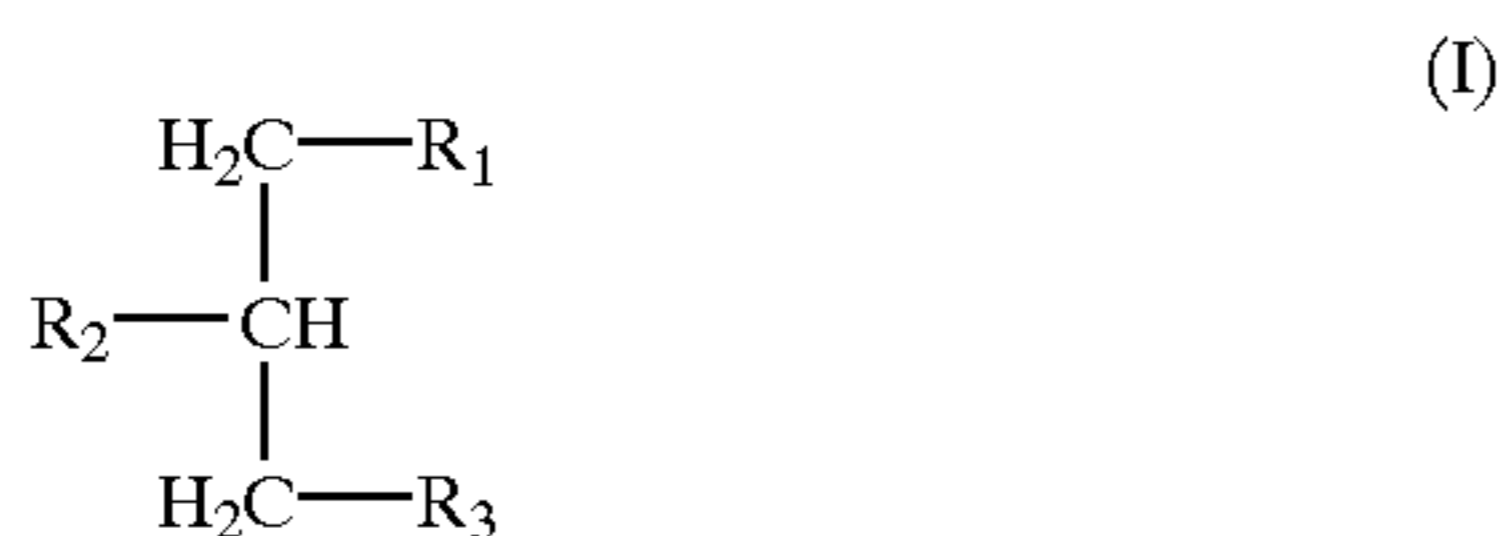 (I)
H₂C—R₁
R₂—CH
H₂C—R₃